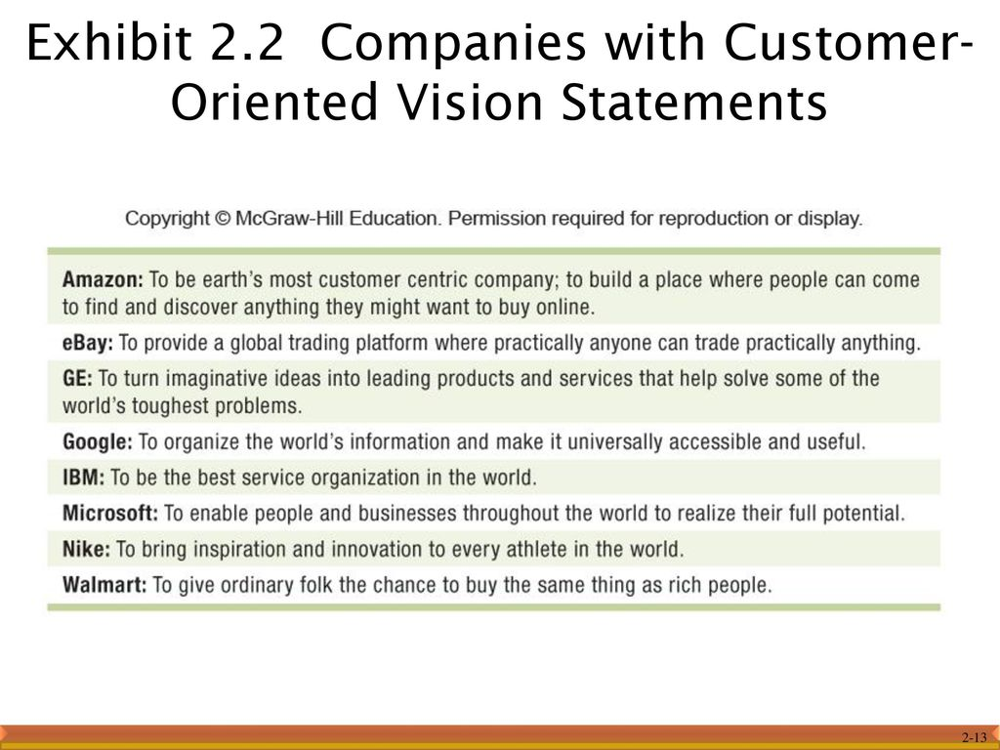 Exhibit 2.2  Companies with Customer-
Oriented Vision Statements
Copyright © McGraw-Hill Education. Permission required for reproduction or display.
Amazon: To be earth’s most customer centric company; to build a place where people can come
to find and discover anything they might want to buy online.
eBay: To provide a global trading platform where practically anyone can trade practically anything.
GE: To turn imaginative ideas into leading products and services that help solve some of the
world’s toughest problems.
Google: To organize the world’s information and make it universally accessible and useful.
IBM: To be the best service organization in the world.
Microsoft: To enable people and businesses throughout the world to realize their full potential.
Nike: To bring inspiration and innovation to every athlete in the world.
Walmart: To give ordinary folk the chance to buy the same thing as rich people.
2-13